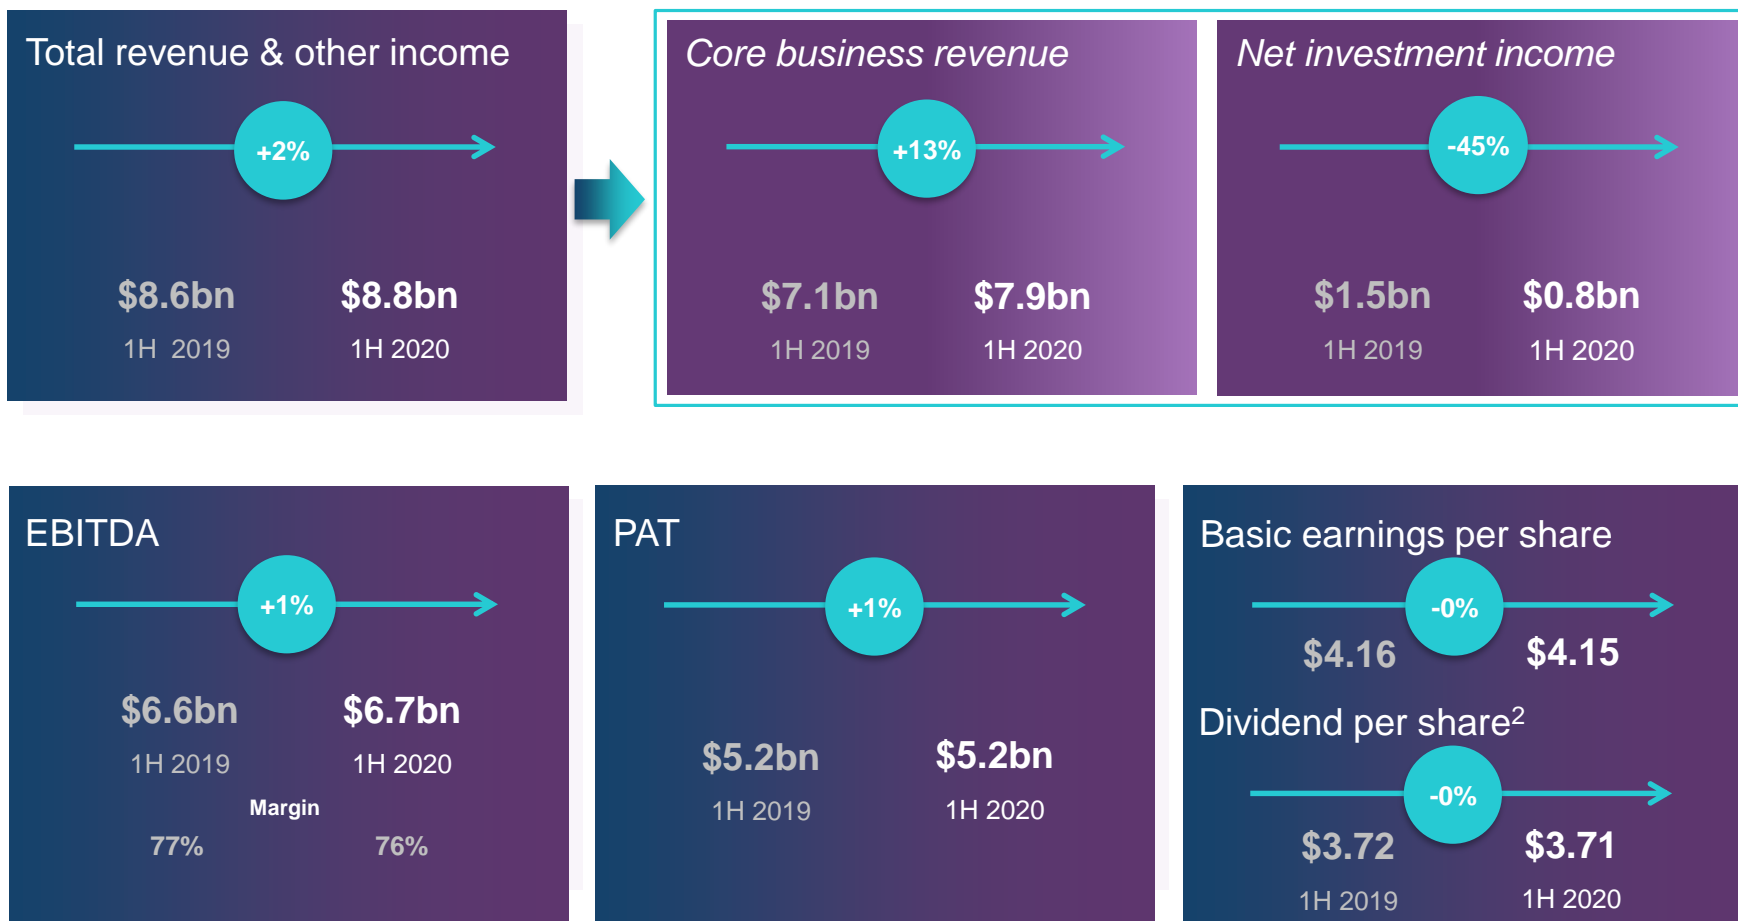 Total revenue & other income
+2%
$8.6bn $8.8bn
1H 2019 1H 2020
Core business revenue
+13%
$7.1bn $7.9bn
1H 2019 1H 2020
Net investment income
-45%
$1.5bn $0.8bn
1H 2019 1H 2020
EBITDA
+1%
$6.6bn $6.7bn
1H 2019 1H 2020
Margin
77% 76%
PAT
+1%
$5.2bn $5.2bn
1H 2019 1H 2020
Basic earnings per share
-0%
$4.16 $4.15
Dividend per share²
-0%
$3.72 $3.71
1H 2019 1H 2020